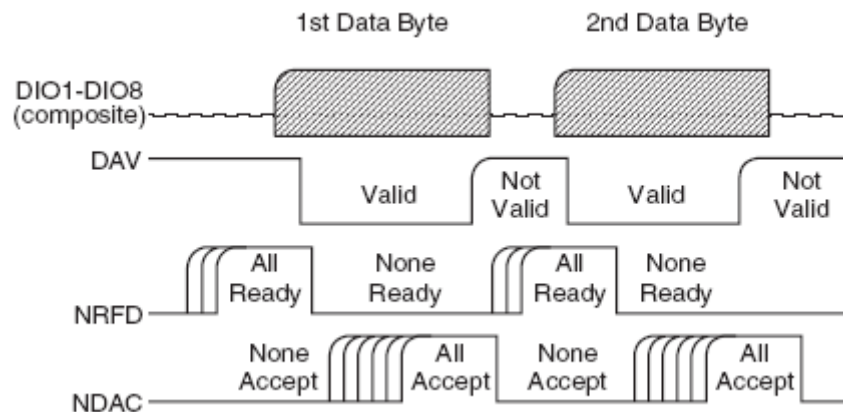 1st Data Byte 2nd Data Byte
DIO1-DIO8
(composite)
DAV
Valid Not Valid Valid Not Valid
All Ready None Ready All Ready None Ready
NRFD
None Accept All Accept None Accept All Accept
NDAC